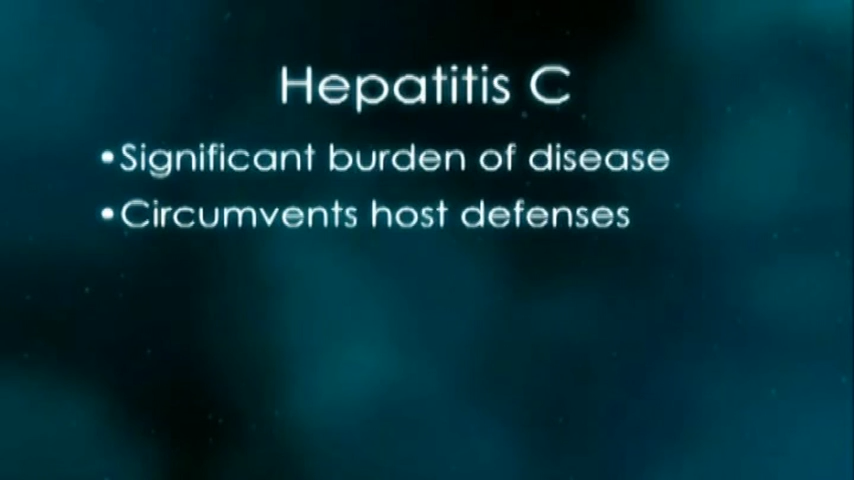 Hepatitis C
•Significant burden of disease
•Circumvents host defenses